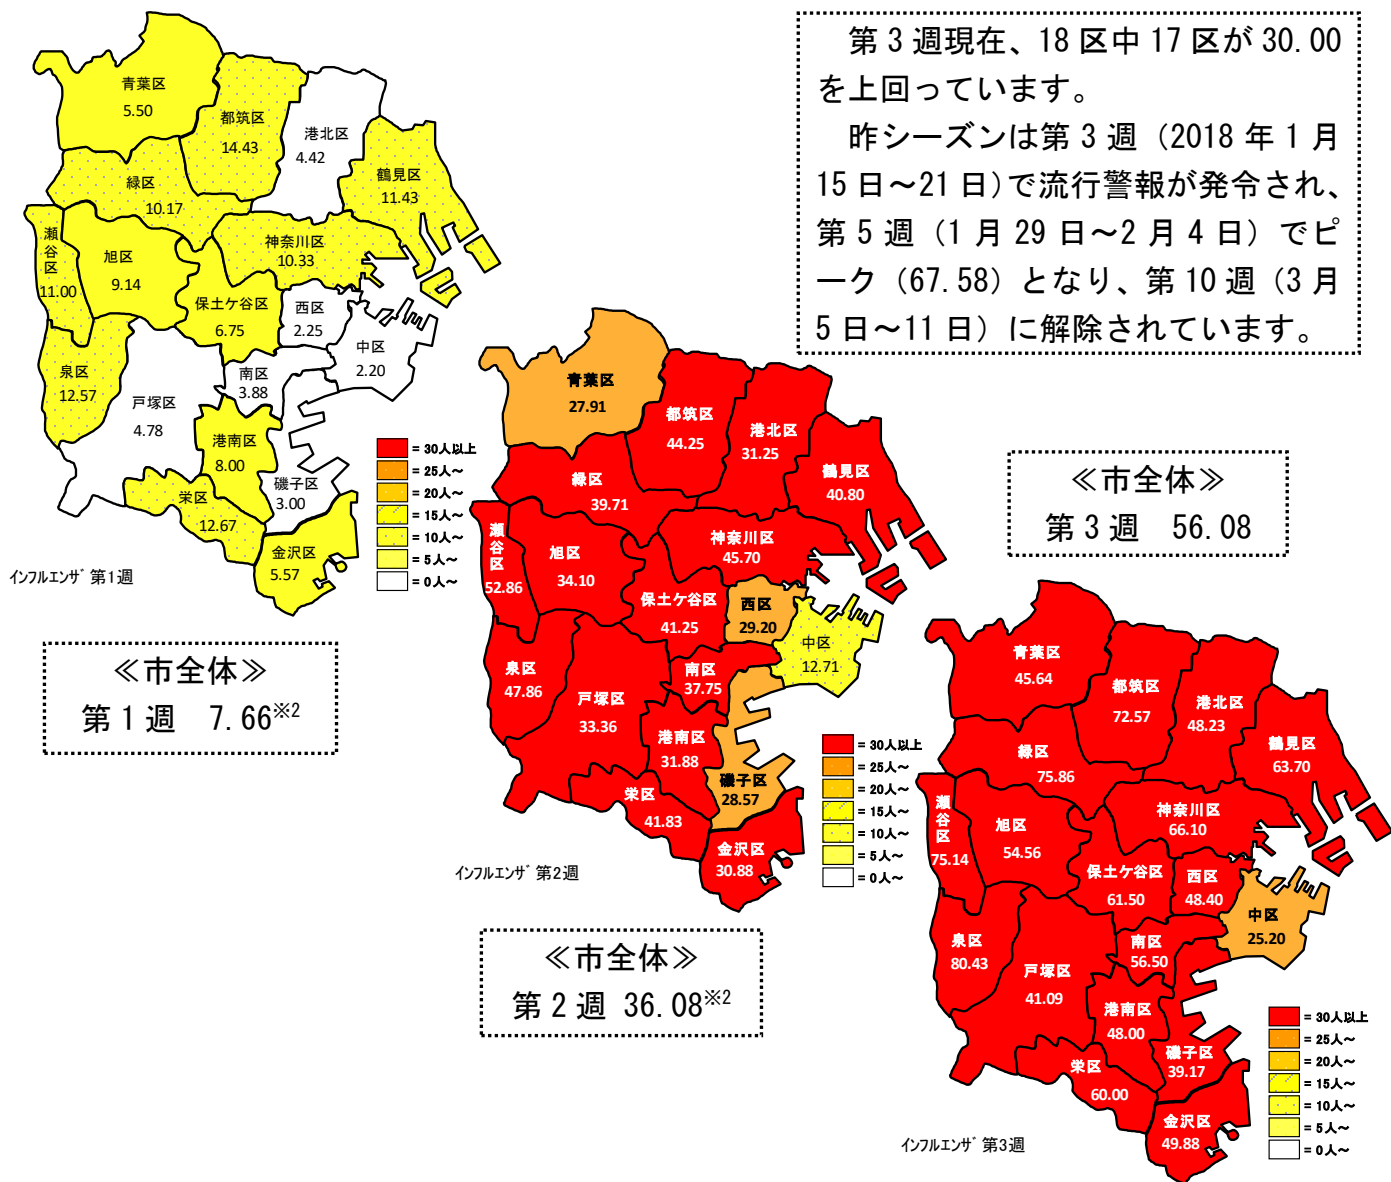 第3週現在、18区中17区が30.00
を上回っています。
昨シーズンは第3週（2018年1月
15日～21日）で流行警報が発令され、
第5週（1月29日～2月4日）でピ
ーク（67.58）となり、第10週（3月
5日～11日）に解除されています。
青葉区
5.50
都筑区
14.43
港北区
4.42
鶴見区
11.43
緑区
10.17
神奈川区
10.33
瀬谷区
11.00
旭区
9.14
保土ケ谷区
6.75
西区
2.25
中区
2.20
泉区
12.57
戸塚区
4.78
南区
3.88
港南区
8.00
磯子区
3.00
栄区
12.67
金沢区
5.57
= 30人以上
= 25人～
= 20人～
= 15人～
= 10人～
= 5人～
= 0人～
インフルエンザ 第1週
≪市全体≫
第1週 7.66※2
青葉区
27.91
都筑区
44.25
港北区
31.25
鶴見区
40.80
緑区
39.71
神奈川区
45.70
瀬谷区
52.86
旭区
34.10
保土ケ谷区
41.25
西区
29.20
中区
12.71
泉区
47.86
戸塚区
33.36
南区
37.75
港南区
31.88
磯子区
28.57
栄区
41.83
金沢区
30.88
= 30人以上
= 25人～
= 20人～
= 15人～
= 10人～
= 5人～
= 0人～
インフルエンザ 第2週
≪市全体≫
第2週 36.08※2
≪市全体≫
第3週 56.08
青葉区
45.64
都筑区
72.57
港北区
48.23
鶴見区
63.70
緑区
75.86
神奈川区
66.10
瀬谷区
75.14
旭区
54.56
保土ケ谷区
61.50
西区
48.40
中区
25.20
泉区
80.43
戸塚区
41.09
南区
56.50
港南区
48.00
磯子区
39.17
栄区
60.00
金沢区
49.88
= 30人以上
= 25人～
= 20人～
= 15人～
= 10人～
= 5人～
= 0人～
インフルエンザ 第3週